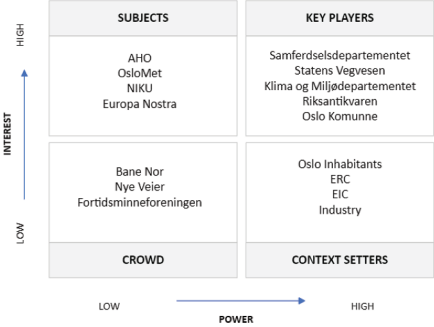 HIGH
INTEREST
LOW
SUBJECTS
AHO
OsloMet
NIKU
Europa Nostra
KEY PLAYERS
Samferdselsdepartementet
Statens Vegvesen
Klima og Miljødepartementet
Riksantikvaren
Oslo Komunne
Bane Nor
Nye Veier
Fortidsminneforeningen
CROWD
Oslo Inhabitants
ERC
EIC
Industry
CONTEXT SETTERS
LOW
POWER
HIGH